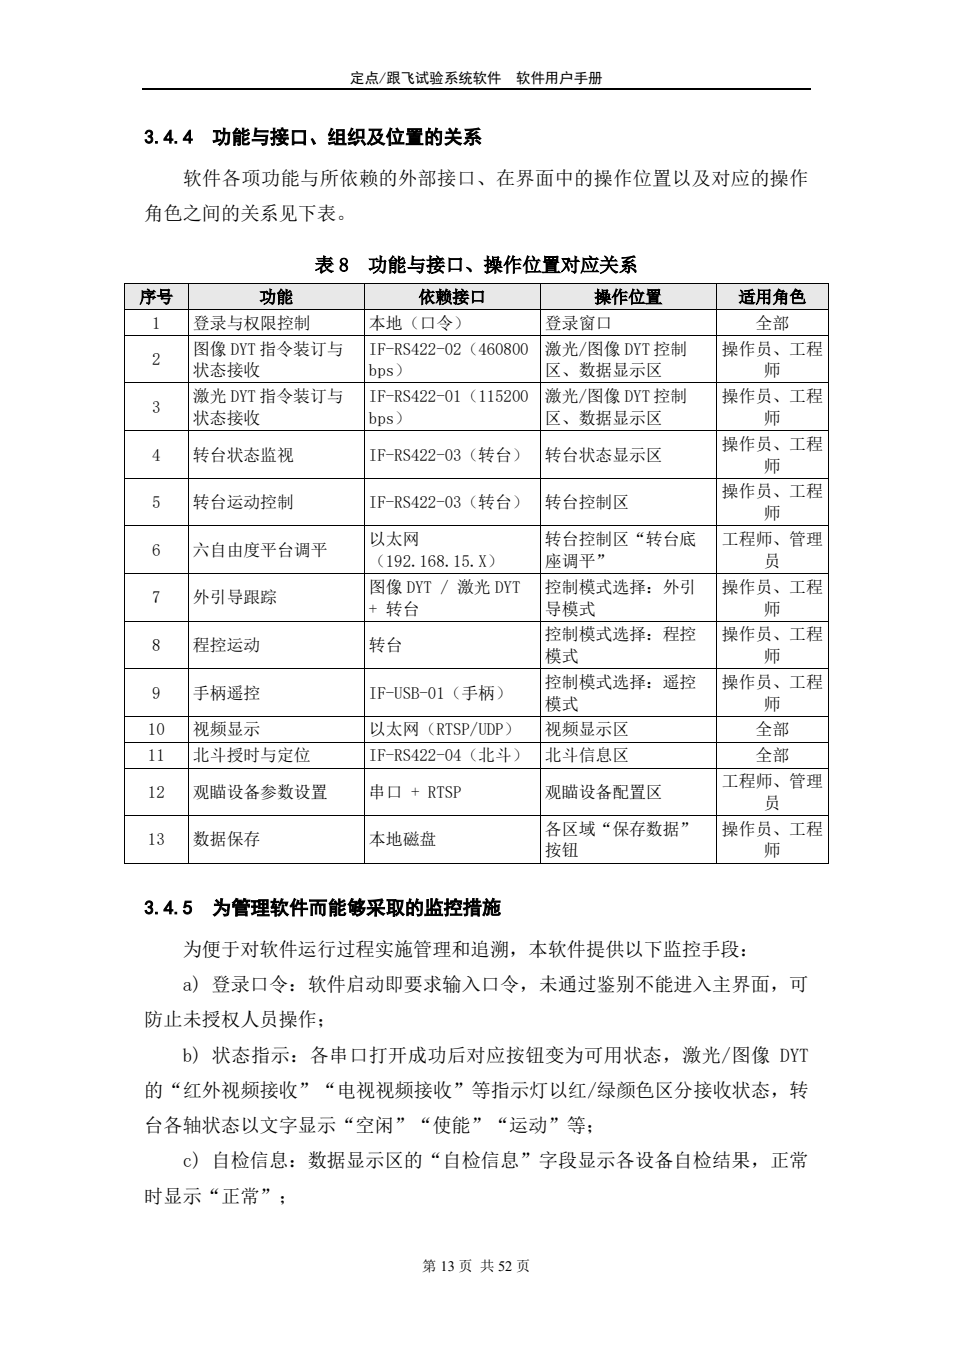 定点/跟飞试验系统软件　软件用户手册
3.4.4　功能与接口、组织及位置的关系
软件各项功能与所依赖的外部接口、在界面中的操作位置以及对应的操作
角色之间的关系见下表。
表 8　功能与接口、操作位置对应关系
序号　功能　依赖接口　操作位置　适用角色
1　登录与权限控制　本地（口令）　登录窗口　全部
2　图像 DYT 指令装订与　IF-RS422-02（460800　激光/图像 DYT 控制　操作员、工程
状态接收　bps）　区、数据显示区　师
3　激光 DYT 指令装订与　IF-RS422-01（115200　激光/图像 DYT 控制　操作员、工程
状态接收　bps）　区、数据显示区　师
4　转台状态监视　IF-RS422-03（转台）　转台状态显示区　操作员、工程
师
5　转台运动控制　IF-RS422-03（转台）　转台控制区　操作员、工程
师
6　六自由度平台调平　以太网　转台控制区“转台底　工程师、管理
（192.168.15.X）　座调平”　员
7　外引导跟踪　图像 DYT / 激光 DYT　控制模式选择：外引　操作员、工程
+ 转台　导模式　师
8　程控运动　转台　控制模式选择：程控　操作员、工程
模式　师
9　手柄遥控　IF-USB-01（手柄）　控制模式选择：遥控　操作员、工程
模式　师
10　视频显示　以太网（RTSP/UDP）　视频显示区　全部
11　北斗授时与定位　IF-RS422-04（北斗）　北斗信息区　全部
12　观瞄设备参数设置　串口 + RTSP　观瞄设备配置区　工程师、管理
员
13　数据保存　本地磁盘　各区域“保存数据”　操作员、工程
按钮　师
3.4.5　为管理软件而能够采取的监控措施
为便于对软件运行过程实施管理和追溯，本软件提供以下监控手段：
a) 登录口令：软件启动即要求输入口令，未通过鉴别不能进入主界面，可
防止未授权人员操作；
b) 状态指示：各串口打开成功后对应按钮变为可用状态，激光/图像 DYT
的“红外视频接收”“电视视频接收”等指示灯以红/绿颜色区分接收状态，转
台各轴状态以文字显示“空闲”“使能”“运动”等；
c) 自检信息：数据显示区的“自检信息”字段显示各设备自检结果，正常
时显示“正常”；
第 13 页 共 52 页